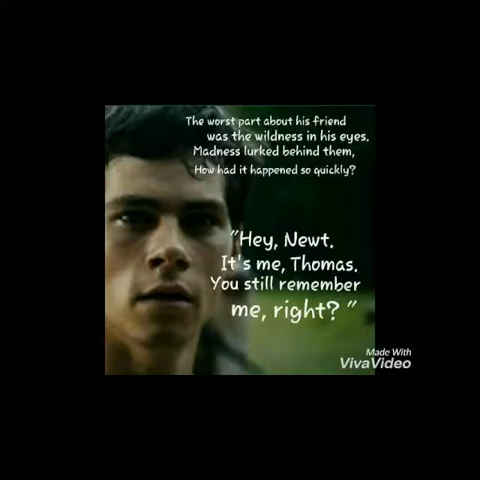 The worst part about his friend
was the wildness in his eyes.
Madness lurked behind them,
How had it happened so quickly?
"Hey, Newt.
It's me, Thomas.
You still remember
me, right? "
Made With
VivaVideo